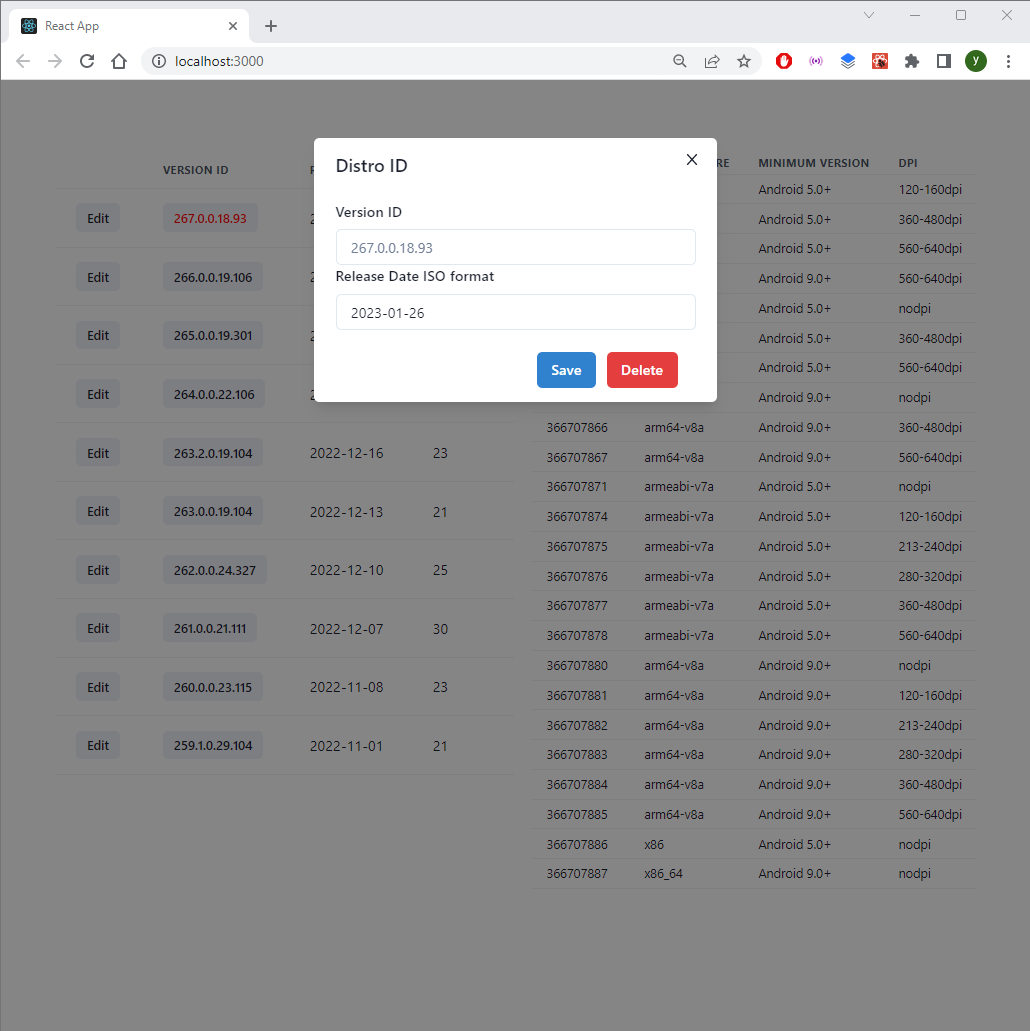 React App
localhost:3000
y
Distro ID
Version ID
267.0.0.18.93
Release Date ISO format
2023-01-26
Save Delete
VERSION ID
Edit 267.0.0.18.93
Edit 266.0.0.19.106
Edit 265.0.0.19.301
Edit 264.0.0.22.106
Edit 263.2.0.19.104 2022-12-16 23
Edit 263.0.0.19.104 2022-12-13 21
Edit 262.0.0.24.327 2022-12-10 25
Edit 261.0.0.21.111 2022-12-07 30
Edit 260.0.0.23.115 2022-11-08 23
Edit 259.1.0.29.104 2022-11-01 21
RE MINIMUM VERSION DPI
Android 5.0+ 120-160dpi
Android 5.0+ 360-480dpi
Android 5.0+ 560-640dpi
Android 9.0+ 560-640dpi
Android 5.0+ nodpi
Android 5.0+ 360-480dpi
Android 5.0+ 560-640dpi
Android 9.0+ nodpi
366707866 arm64-v8a Android 9.0+ 360-480dpi
366707867 arm64-v8a Android 9.0+ 560-640dpi
366707871 armeabi-v7a Android 5.0+ nodpi
366707874 armeabi-v7a Android 5.0+ 120-160dpi
366707875 armeabi-v7a Android 5.0+ 213-240dpi
366707876 armeabi-v7a Android 5.0+ 280-320dpi
366707877 armeabi-v7a Android 5.0+ 360-480dpi
366707878 armeabi-v7a Android 5.0+ 560-640dpi
366707880 arm64-v8a Android 9.0+ nodpi
366707881 arm64-v8a Android 9.0+ 120-160dpi
366707882 arm64-v8a Android 9.0+ 213-240dpi
366707883 arm64-v8a Android 9.0+ 280-320dpi
366707884 arm64-v8a Android 9.0+ 360-480dpi
366707885 arm64-v8a Android 9.0+ 560-640dpi
366707886 x86 Android 5.0+ nodpi
366707887 x86_64 Android 9.0+ nodpi